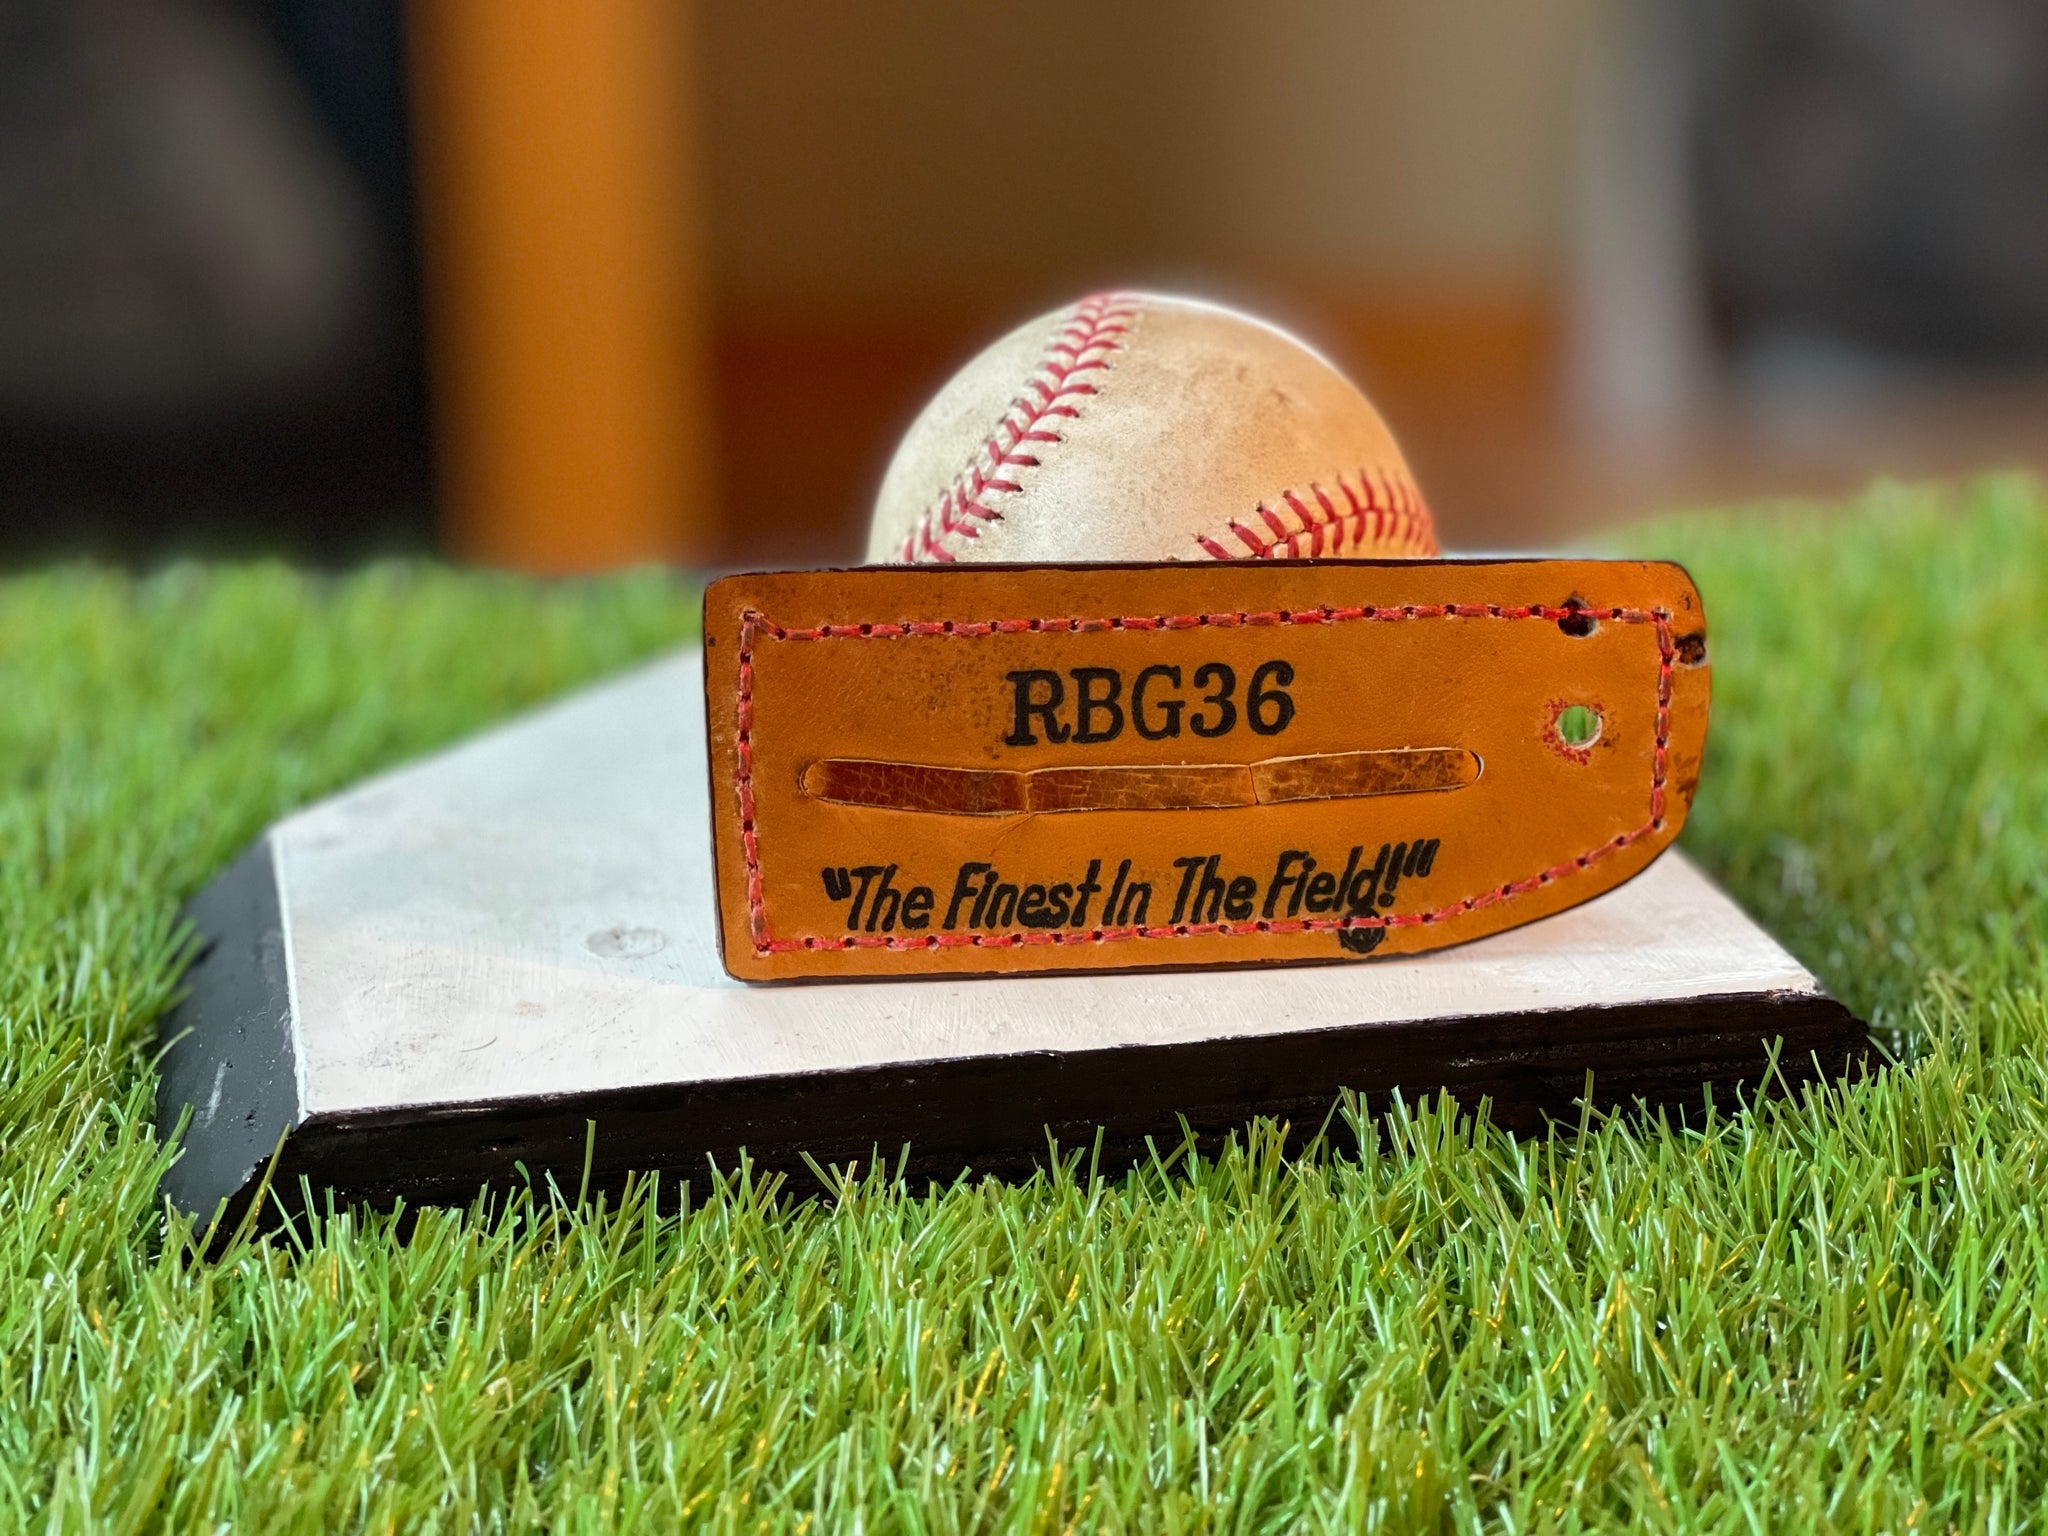 RBG36
"The Finest In The Field!"